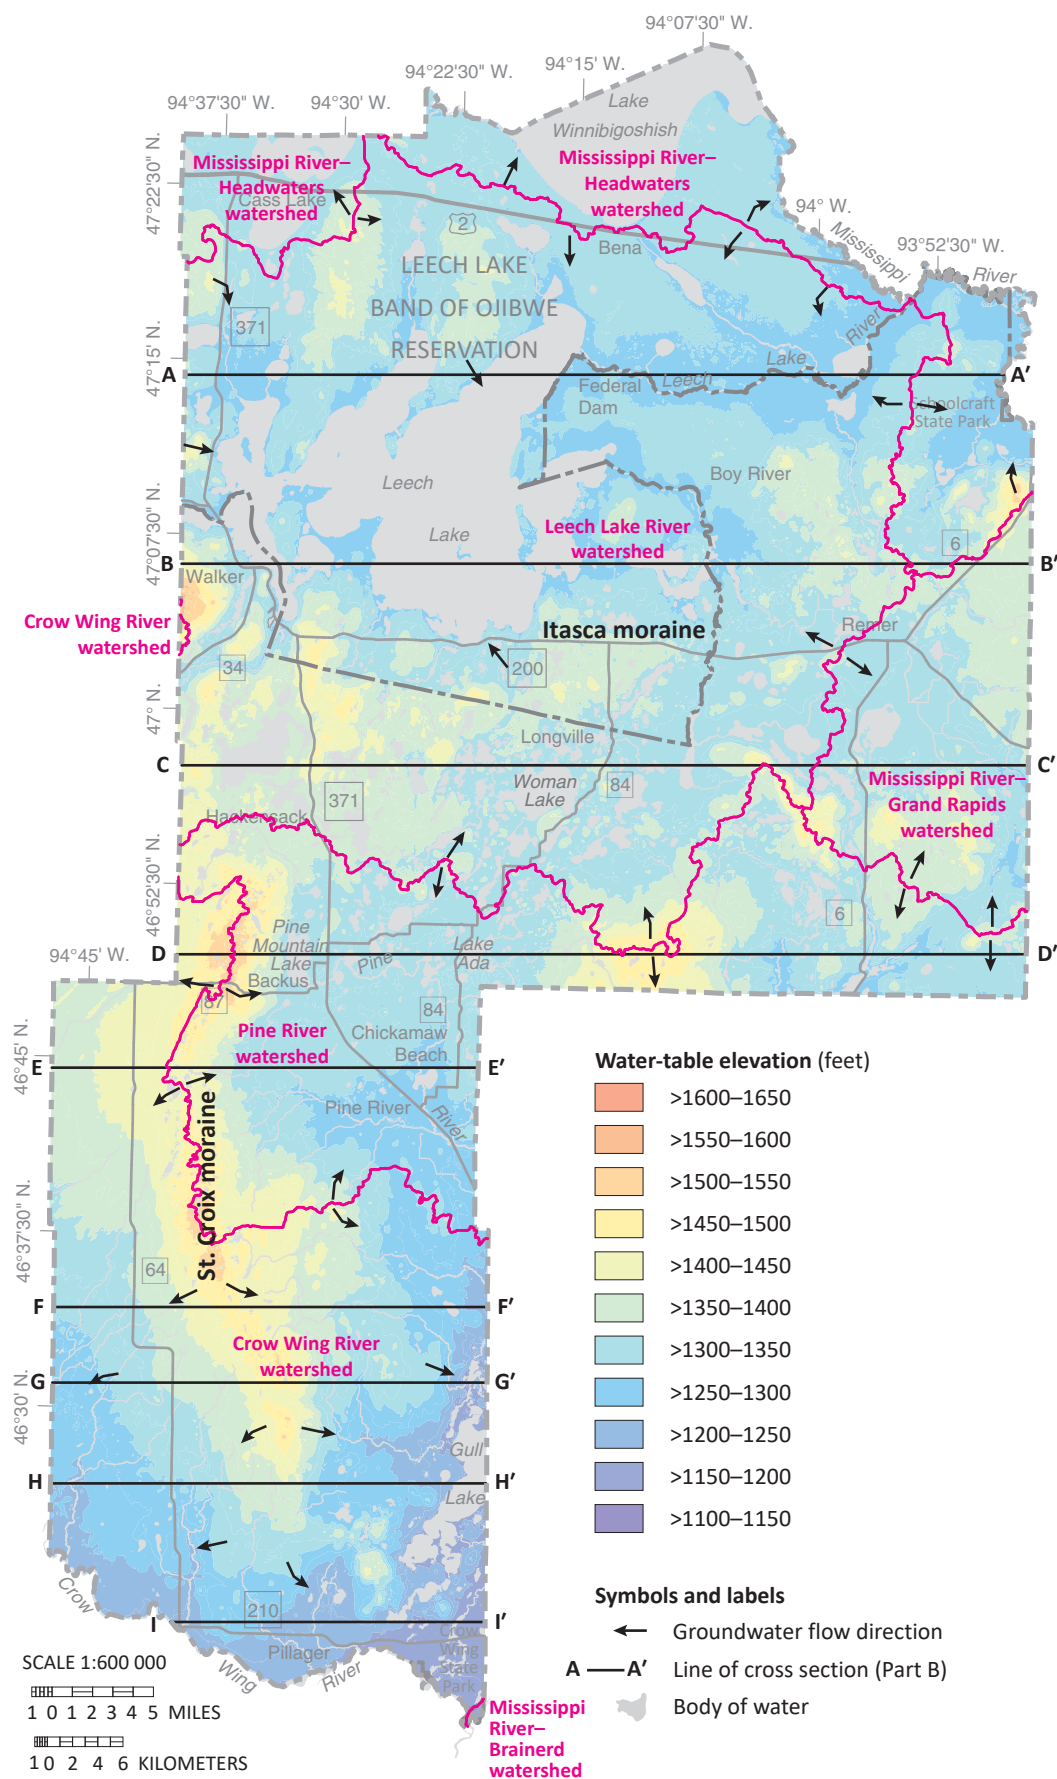 94°07'30" W.
94°15' W.
94°22'30" W.
94°37'30" W.
94°30' W.
Lake
Winnibigoshish
47°22'30" N.
Mississippi River–
Headwaters
watershed
Cass Lake
Mississippi River–
Headwaters
watershed
2
94° W.
Bena
Mississippi
93°52'30" W.
River
LEECH LAKE
BAND OF OJIBWE
RESERVATION
371
47°15' N.
Leech
Lake
River
A
A'
Federal
Dam
Schoolcraft
State Park
Boy River
Leech
Lake
Leech Lake River
watershed
47°07'30" N.
6
B
B'
Walker
Crow Wing River
watershed
Itasca moraine
Remer
34
200
47° N.
Longville
C
C'
Woman
Lake
84
371
Mississippi River–
Grand Rapids
watershed
Hackensack
46°52'30" N.
6
Pine
Mountain
Lake
Pine
Lake
Ada
94°45' W.
D
D'
Backus
87
84
Pine River
watershed
Chickamaw
Beach
46°45' N.
E
E'
Pine River
River
St. Croix moraine
46°37'30" N.
64
F
F'
Crow Wing River
watershed
G
G'
46°30' N.
Gull
Lake
H
H'
Crow
Wing
River
210
I
I'
Pillager
Crow
Wing
State
Park
Mississippi
River–
Brainerd
watershed
Water-table elevation (feet)
>1600–1650
>1550–1600
>1500–1550
>1450–1500
>1400–1450
>1350–1400
>1300–1350
>1250–1300
>1200–1250
>1150–1200
>1100–1150
Symbols and labels
Groundwater flow direction
A A' Line of cross section (Part B)
Body of water
SCALE 1:600 000
1 0 1 2 3 4 5 MILES
1 0 2 4 6 KILOMETERS